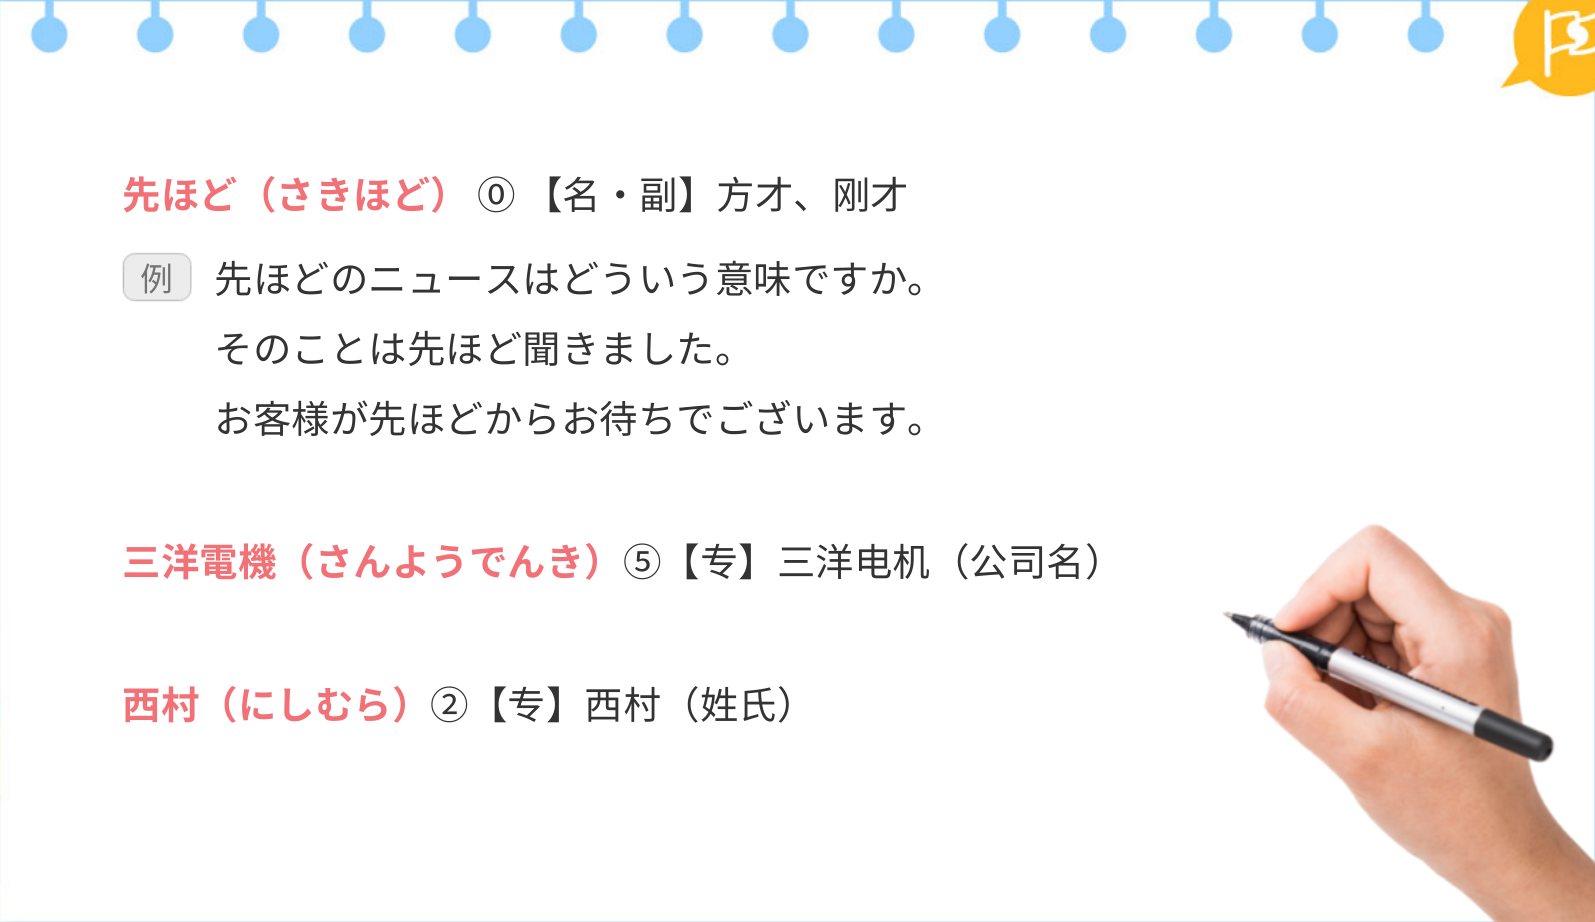 先ほど（さきほど） ⓪ 【名・副】方才、刚才
例 先ほどのニュースはどういう意味ですか。
そのことは先ほど聞きました。
お客様が先ほどからお待ちでございます。
三洋電機（さんようでんき）⑤【专】三洋电机（公司名）
西村（にしむら）②【专】西村（姓氏）